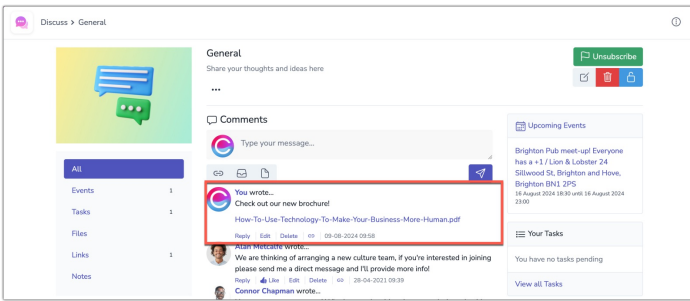 Discuss > General
General
Share your thoughts and ideas here
...
Unsubscribe
Comments
Type your message...
All
Events 1
Tasks 1
Files
Links 1
Notes
You wrote...
Check out our new brochure!
How-To-Use-Technology-To-Make-Your-Business-More-Human.pdf
Reply Edit Delete 09-08-2024 09:58
Alan Metcalfe wrote...
We are thinking of arranging a new culture team, if you're interested in joining
please send me a direct message and I'll provide more info!
Reply Like Edit Delete 26-04-2021 09:39
Connor Chapman wrote...
Upcoming Events
Brighton Pub meet-up! Everyone
has a +1 / Lion & Lobster 24
Sillwood St, Brighton and Hove,
Brighton BN1 2PS
16 August 2024 18:30 until 16 August 2024
23:00
Your Tasks
You have no tasks pending
View all Tasks